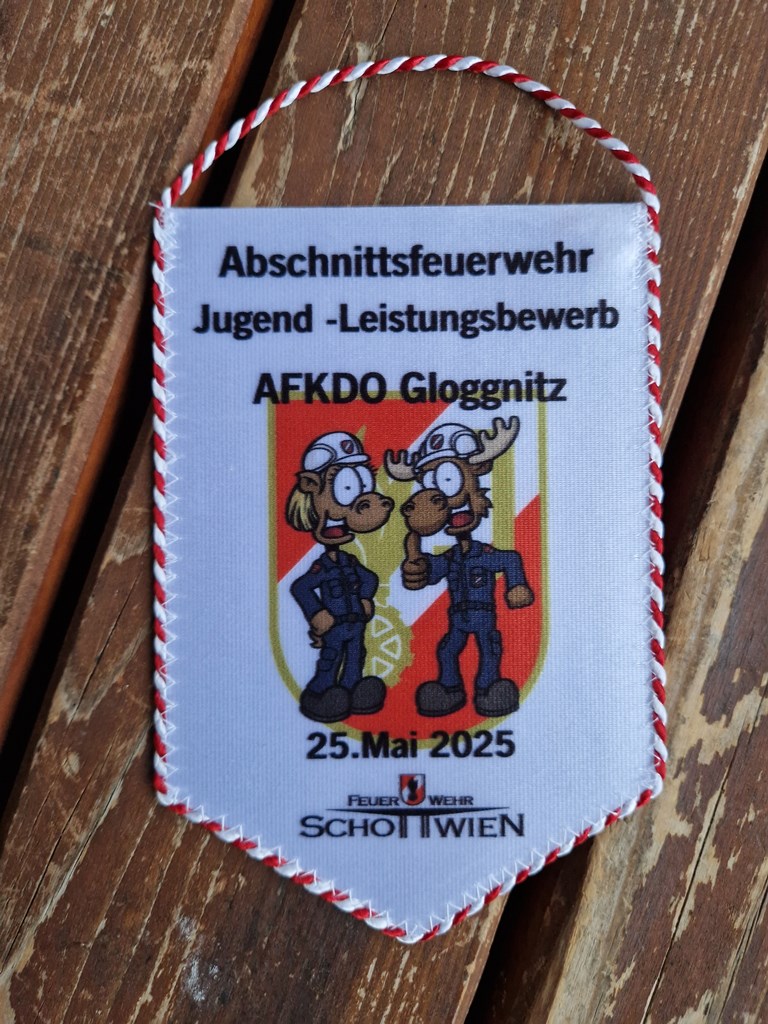 Abschnittsfeuerwehr
Jugend -Leistungsbewerb
AFKDO Gloggnitz
25.Mai 2025
FEUER WEHR
SCHOTTWIEN